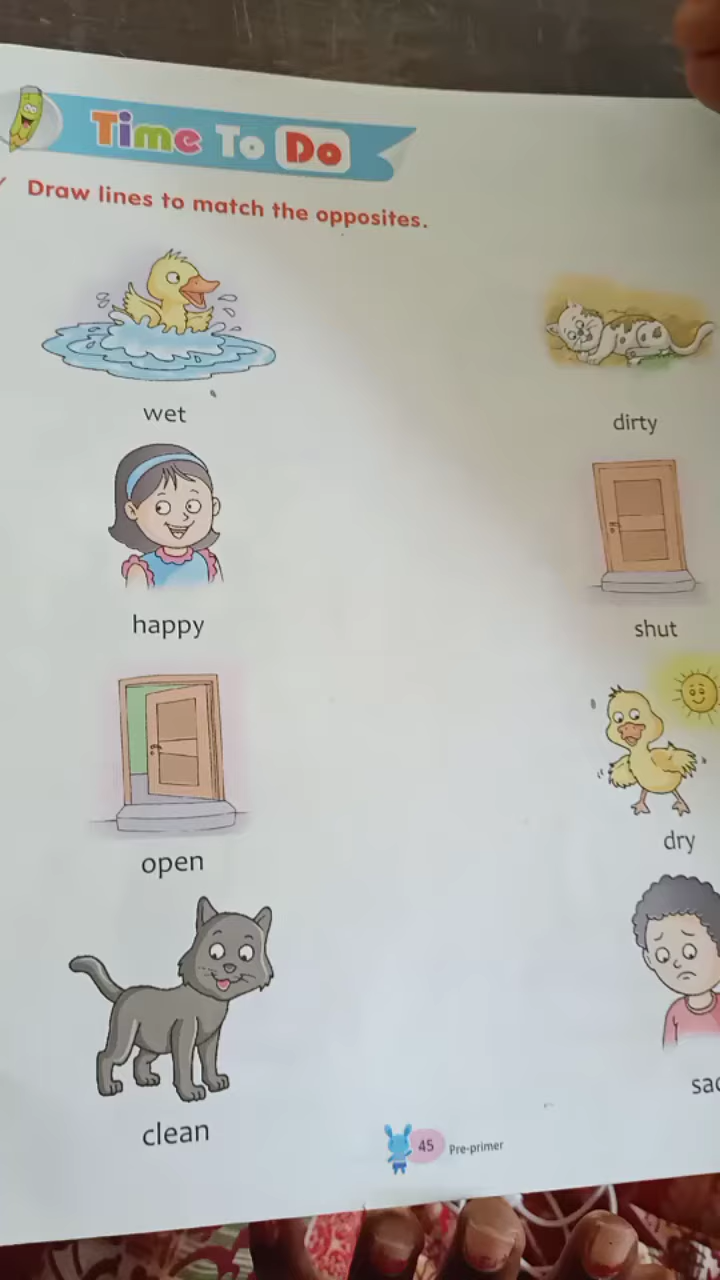 Time To Do
Draw lines to match the opposites.
wet
dirty
happy
shut
open
dry
clean
45 Pre-primer